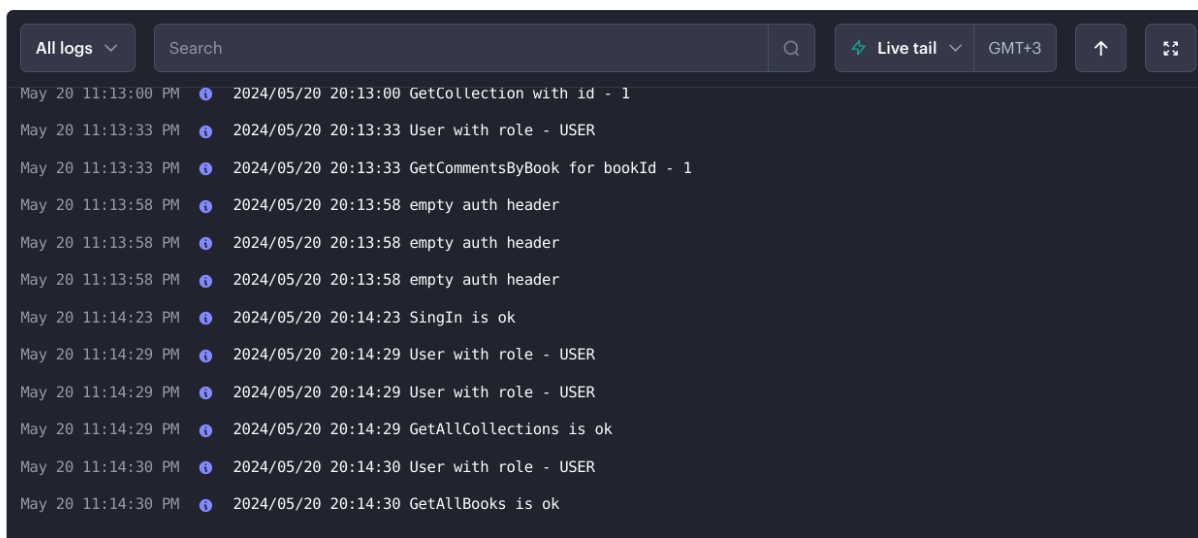 All logs Search Live tail GMT+3
May 20 11:13:00 PM 2024/05/20 20:13:00 GetCollection with id - 1
May 20 11:13:33 PM 2024/05/20 20:13:33 User with role - USER
May 20 11:13:33 PM 2024/05/20 20:13:33 GetCommentsByBook for bookId - 1
May 20 11:13:58 PM 2024/05/20 20:13:58 empty auth header
May 20 11:13:58 PM 2024/05/20 20:13:58 empty auth header
May 20 11:13:58 PM 2024/05/20 20:13:58 empty auth header
May 20 11:14:23 PM 2024/05/20 20:14:23 SingIn is ok
May 20 11:14:29 PM 2024/05/20 20:14:29 User with role - USER
May 20 11:14:29 PM 2024/05/20 20:14:29 User with role - USER
May 20 11:14:29 PM 2024/05/20 20:14:29 GetAllCollections is ok
May 20 11:14:30 PM 2024/05/20 20:14:30 User with role - USER
May 20 11:14:30 PM 2024/05/20 20:14:30 GetAllBooks is ok